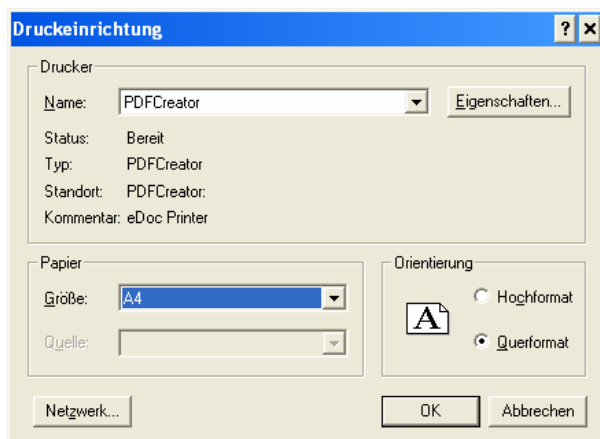 Druckeinrichtung
Drucker
Name: PDFCreator Eigenschaften...
Status: Bereit
Typ: PDFCreator
Standort: PDFCreator:
Kommentar: eDoc Printer
Papier
Größe: A4
Quelle:
Orientierung
A
Hochformat
Querformat
Netzwerk... OK Abbrechen